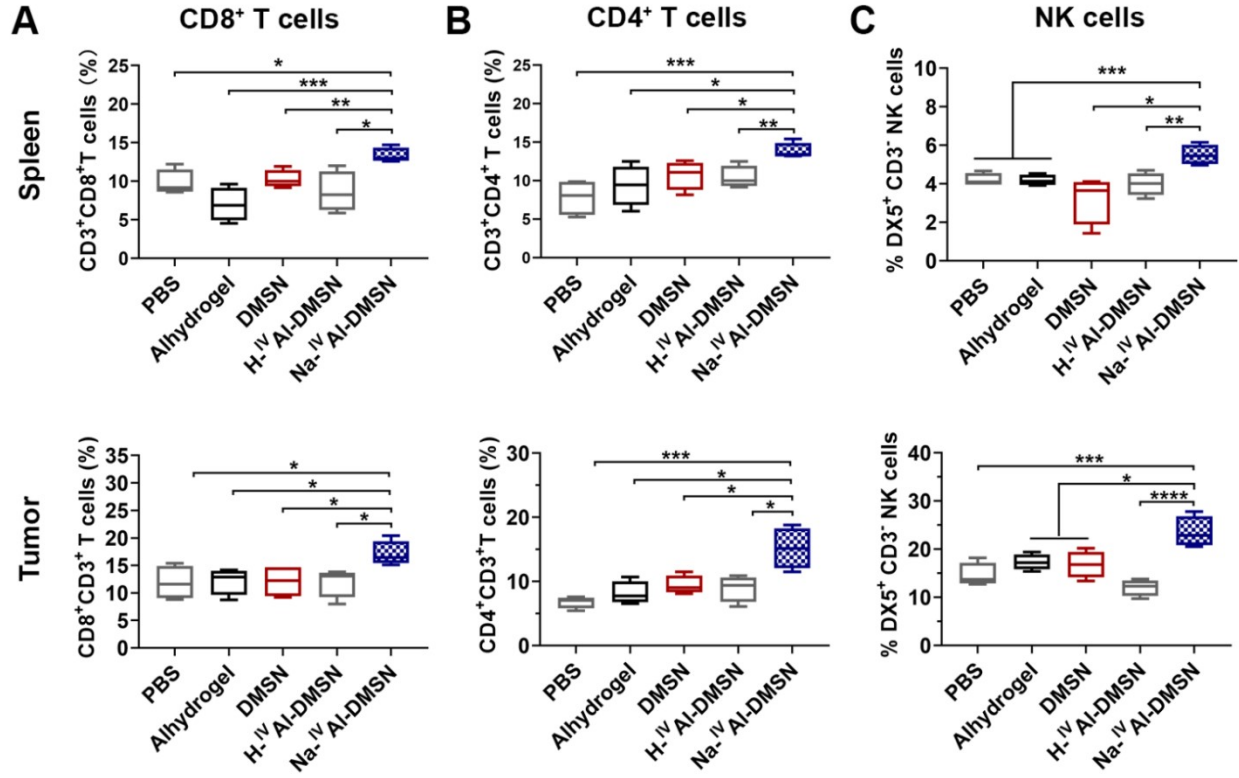 A
CD8⁺ T cells
B
CD4⁺ T cells
C
NK cells
Spleen
CD3⁺CD8⁺T cells (%)
25
20
15
10
5
0
*
***
**
*
PBS
Alhydrogel
DMSN
H-ᴵⱽAl-DMSN
Na-ᴵⱽAl-DMSN
CD3⁺CD4⁺ T cells (%)
25
20
15
10
5
0
***
*
*
**
PBS
Alhydrogel
DMSN
H-ᴵⱽAl-DMSN
Na-ᴵⱽAl-DMSN
% DX5⁺ CD3⁻ NK cells
10
8
6
4
2
0
***
*
**
PBS
Alhydrogel
DMSN
H-ᴵⱽAl-DMSN
Na-ᴵⱽAl-DMSN
Tumor
CD8⁺CD3⁺T cells (%)
35
30
25
20
15
10
5
0
*
*
*
*
PBS
Alhydrogel
DMSN
H-ᴵⱽAl-DMSN
Na-ᴵⱽAl-DMSN
CD4⁺CD3⁺T cells (%)
30
20
10
0
***
*
*
*
PBS
Alhydrogel
DMSN
H-ᴵⱽAl-DMSN
Na-ᴵⱽAl-DMSN
% DX5⁺ CD3⁻ NK cells
40
30
20
10
0
***
*
****
PBS
Alhydrogel
DMSN
H-ᴵⱽAl-DMSN
Na-ᴵⱽAl-DMSN